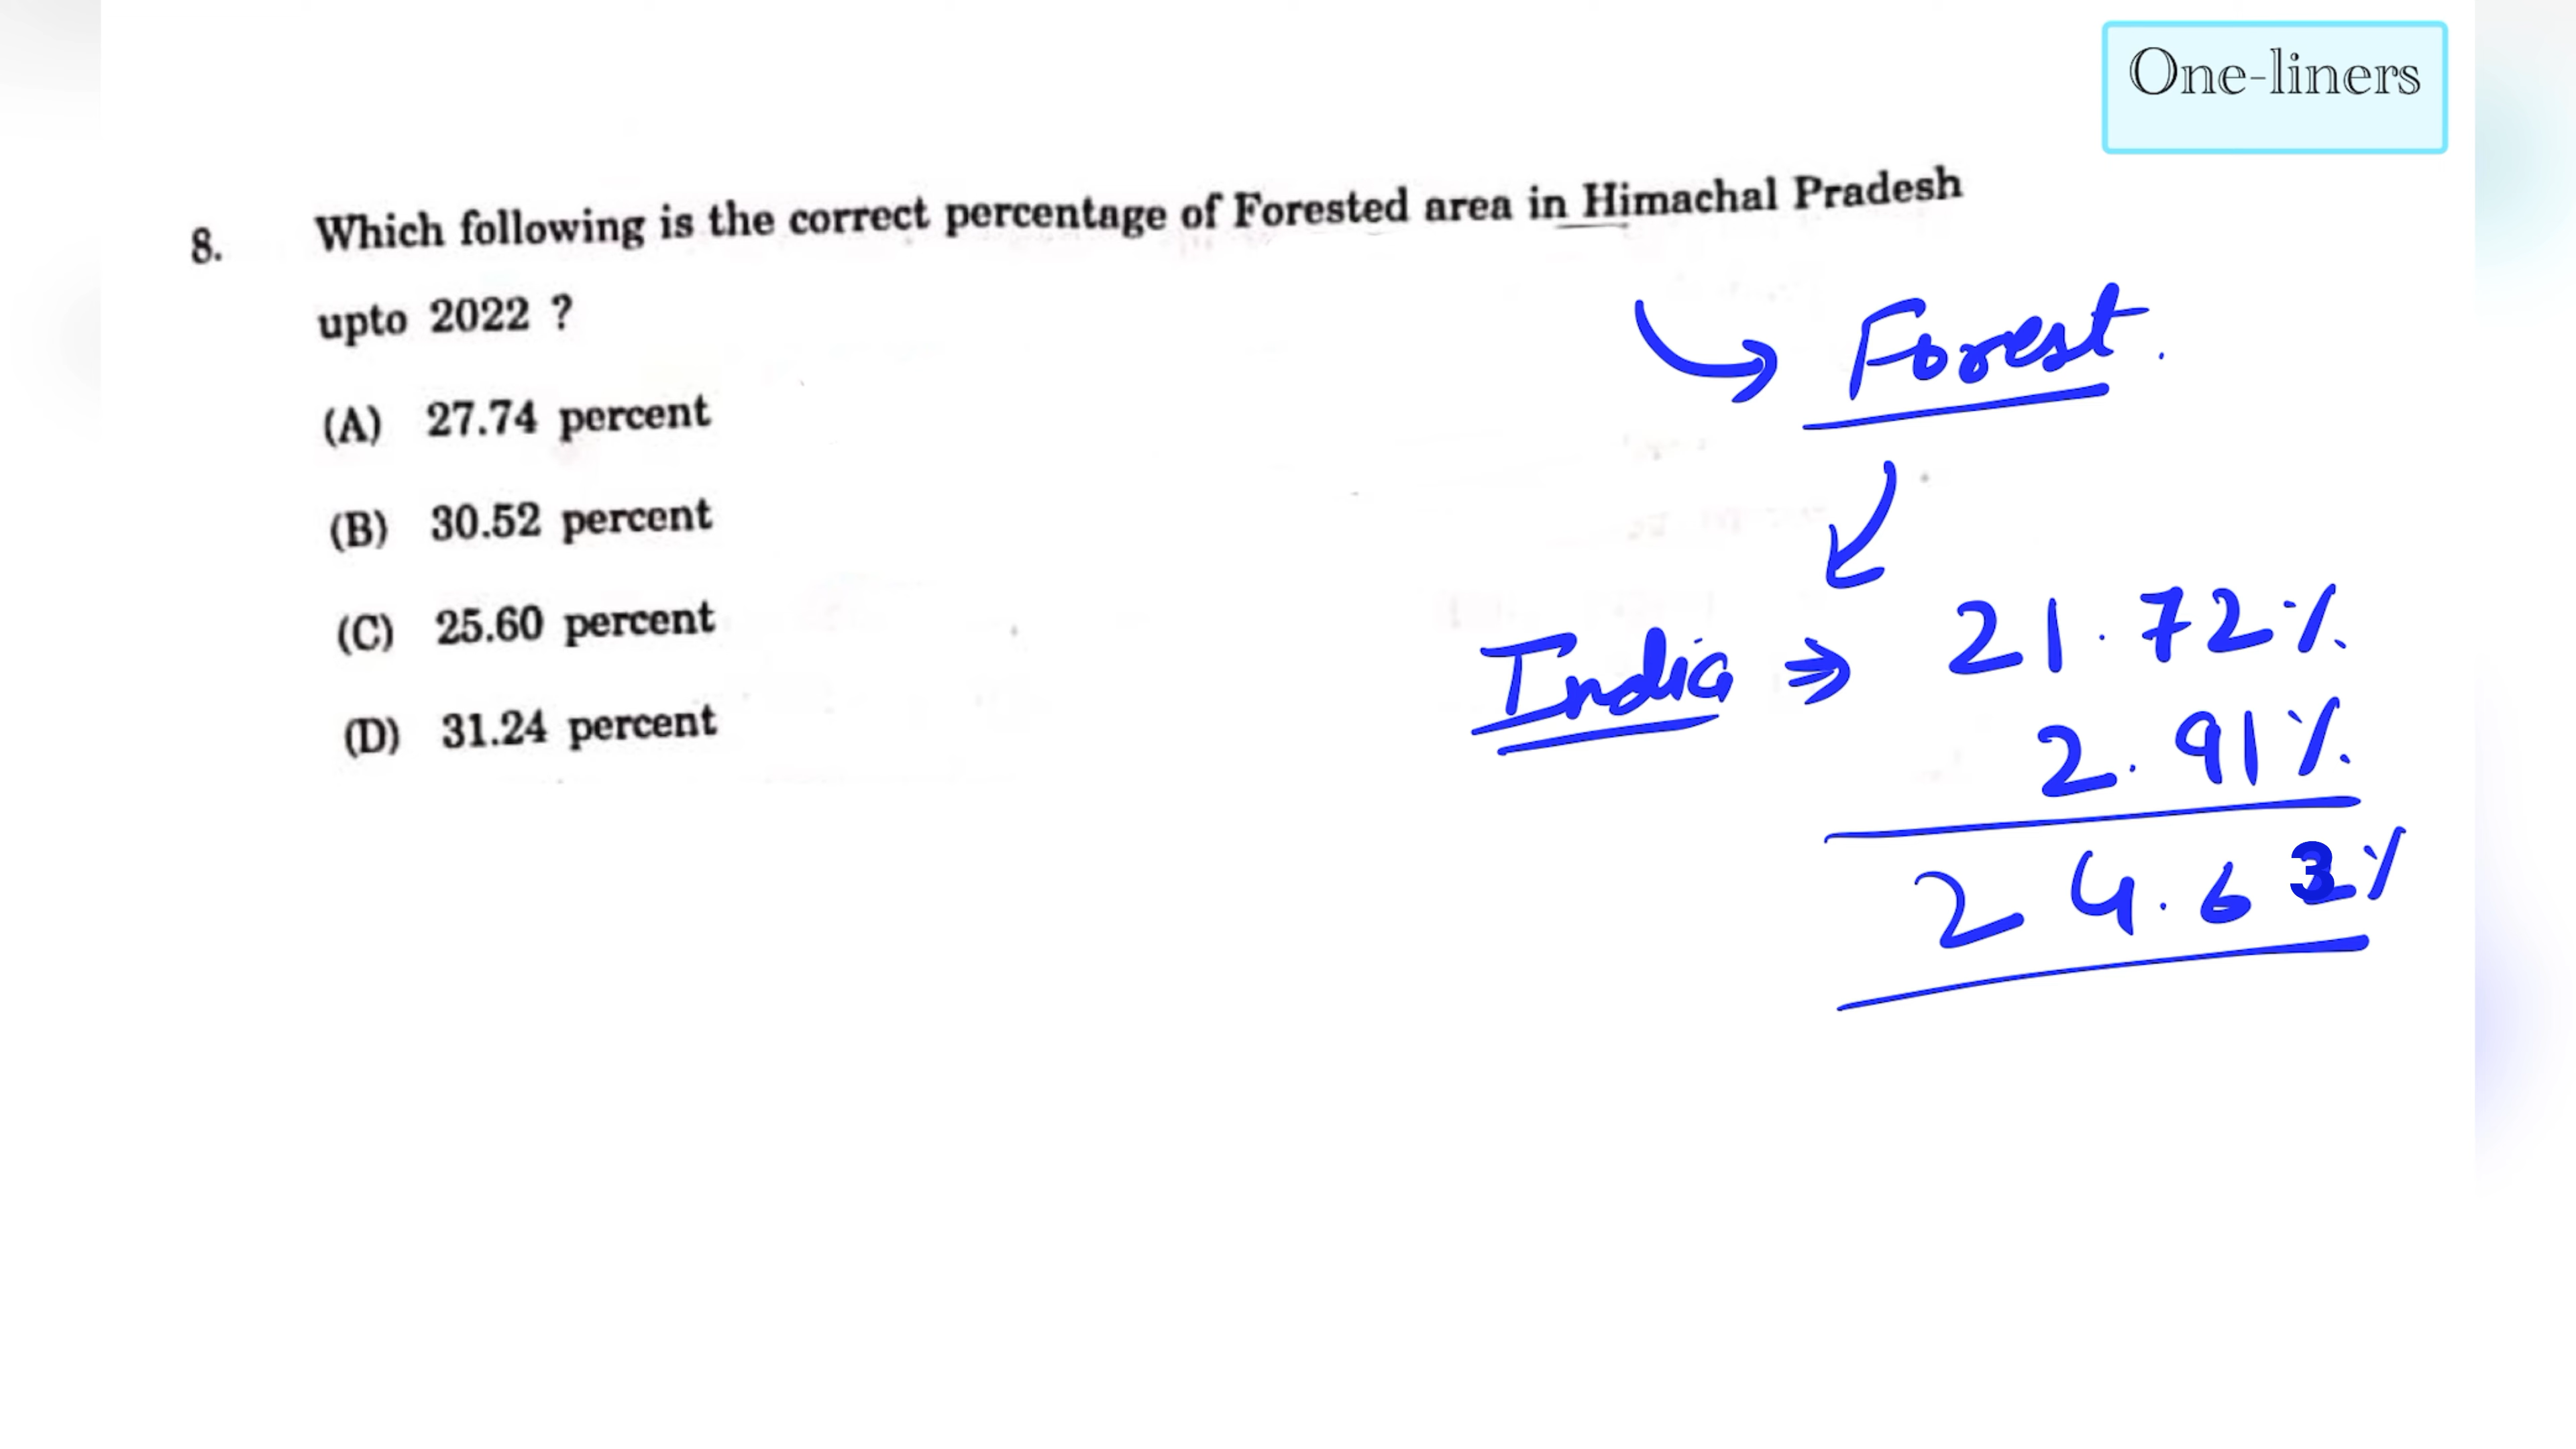 One-liners
8. Which following is the correct percentage of Forested area in Himachal Pradesh
upto 2022 ?
(A) 27.74 percent
(B) 30.52 percent
(C) 25.60 percent
(D) 31.24 percent
Forest.
India ⇒ 21.72%
2.91%
24.63%